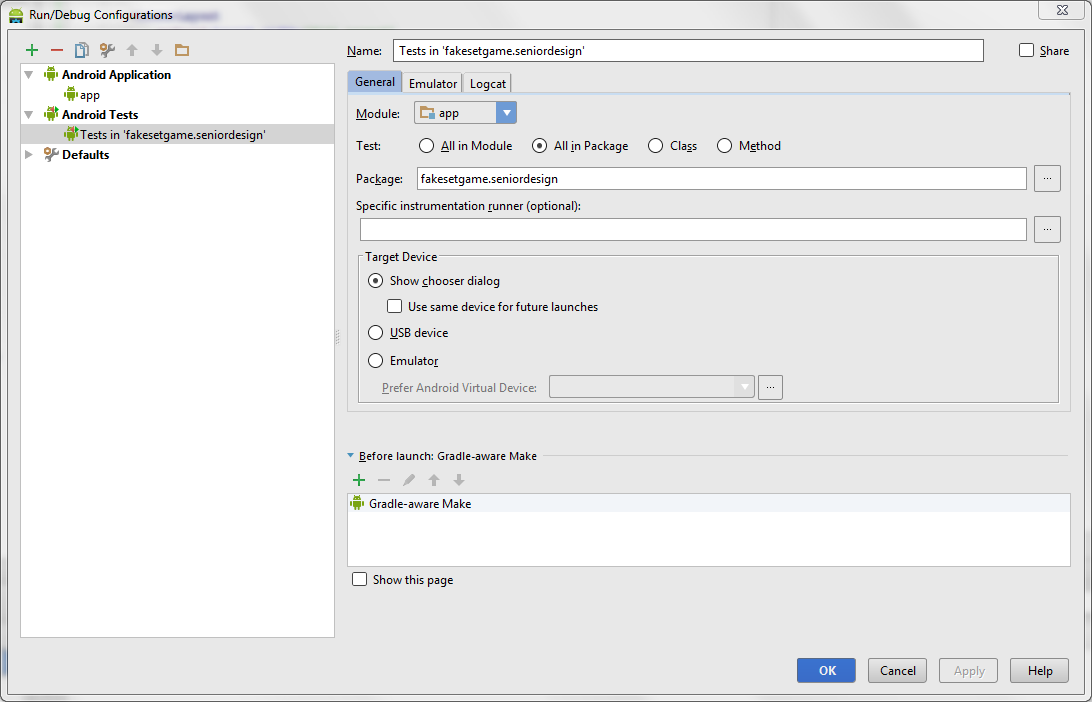 Run/Debug Configurations
Android Application
app
Android Tests
Tests in 'fakesetgame.seniordesign'
Defaults
Name: Tests in 'fakesetgame.seniordesign' Share
General Emulator Logcat
Module: app
Test: All in Module All in Package Class Method
Package: fakesetgame.seniordesign ...
Specific instrumentation runner (optional):
...
Target Device
Show chooser dialog
Use same device for future launches
USB device
Emulator
Prefer Android Virtual Device: ...
Before launch: Gradle-aware Make
Gradle-aware Make
Show this page
OK Cancel Apply Help